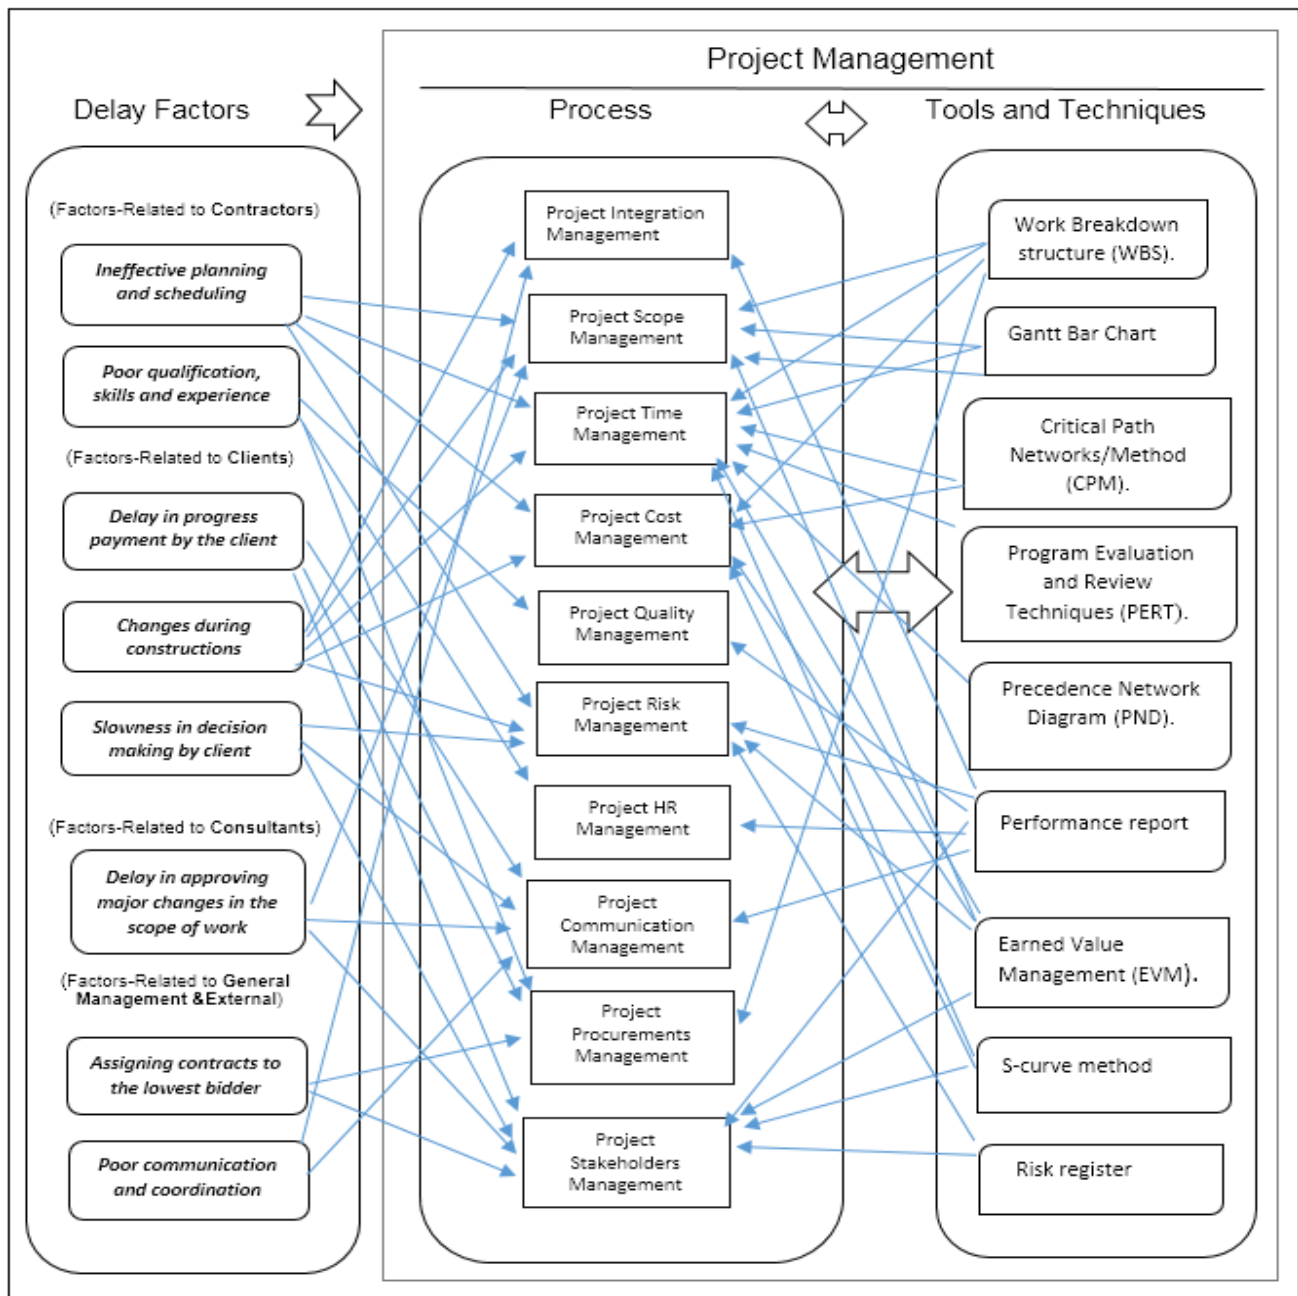 Project Management
Delay Factors
Process
Tools and Techniques
(Factors-Related to Contractors)
Ineffective planning
and scheduling
Poor qualification,
skills and experience
(Factors-Related to Clients)
Delay in progress
payment by the client
Changes during
constructions
Slowness in decision
making by client
(Factors-Related to Consultants)
Delay in approving
major changes in the
scope of work
(Factors-Related to General
Management &External)
Assigning contracts to
the lowest bidder
Poor communication
and coordination
Project Integration
Management
Project Scope
Management
Project Time
Management
Project Cost
Management
Project Quality
Management
Project Risk
Management
Project HR
Management
Project
Communication
Management
Project
Procurements
Management
Project
Stakeholders
Management
Work Breakdown
structure (WBS).
Gantt Bar Chart
Critical Path
Networks/Method
(CPM).
Program Evaluation
and Review
Techniques (PERT).
Precedence Network
Diagram (PND).
Performance report
Earned Value
Management (EVM).
S-curve method
Risk register